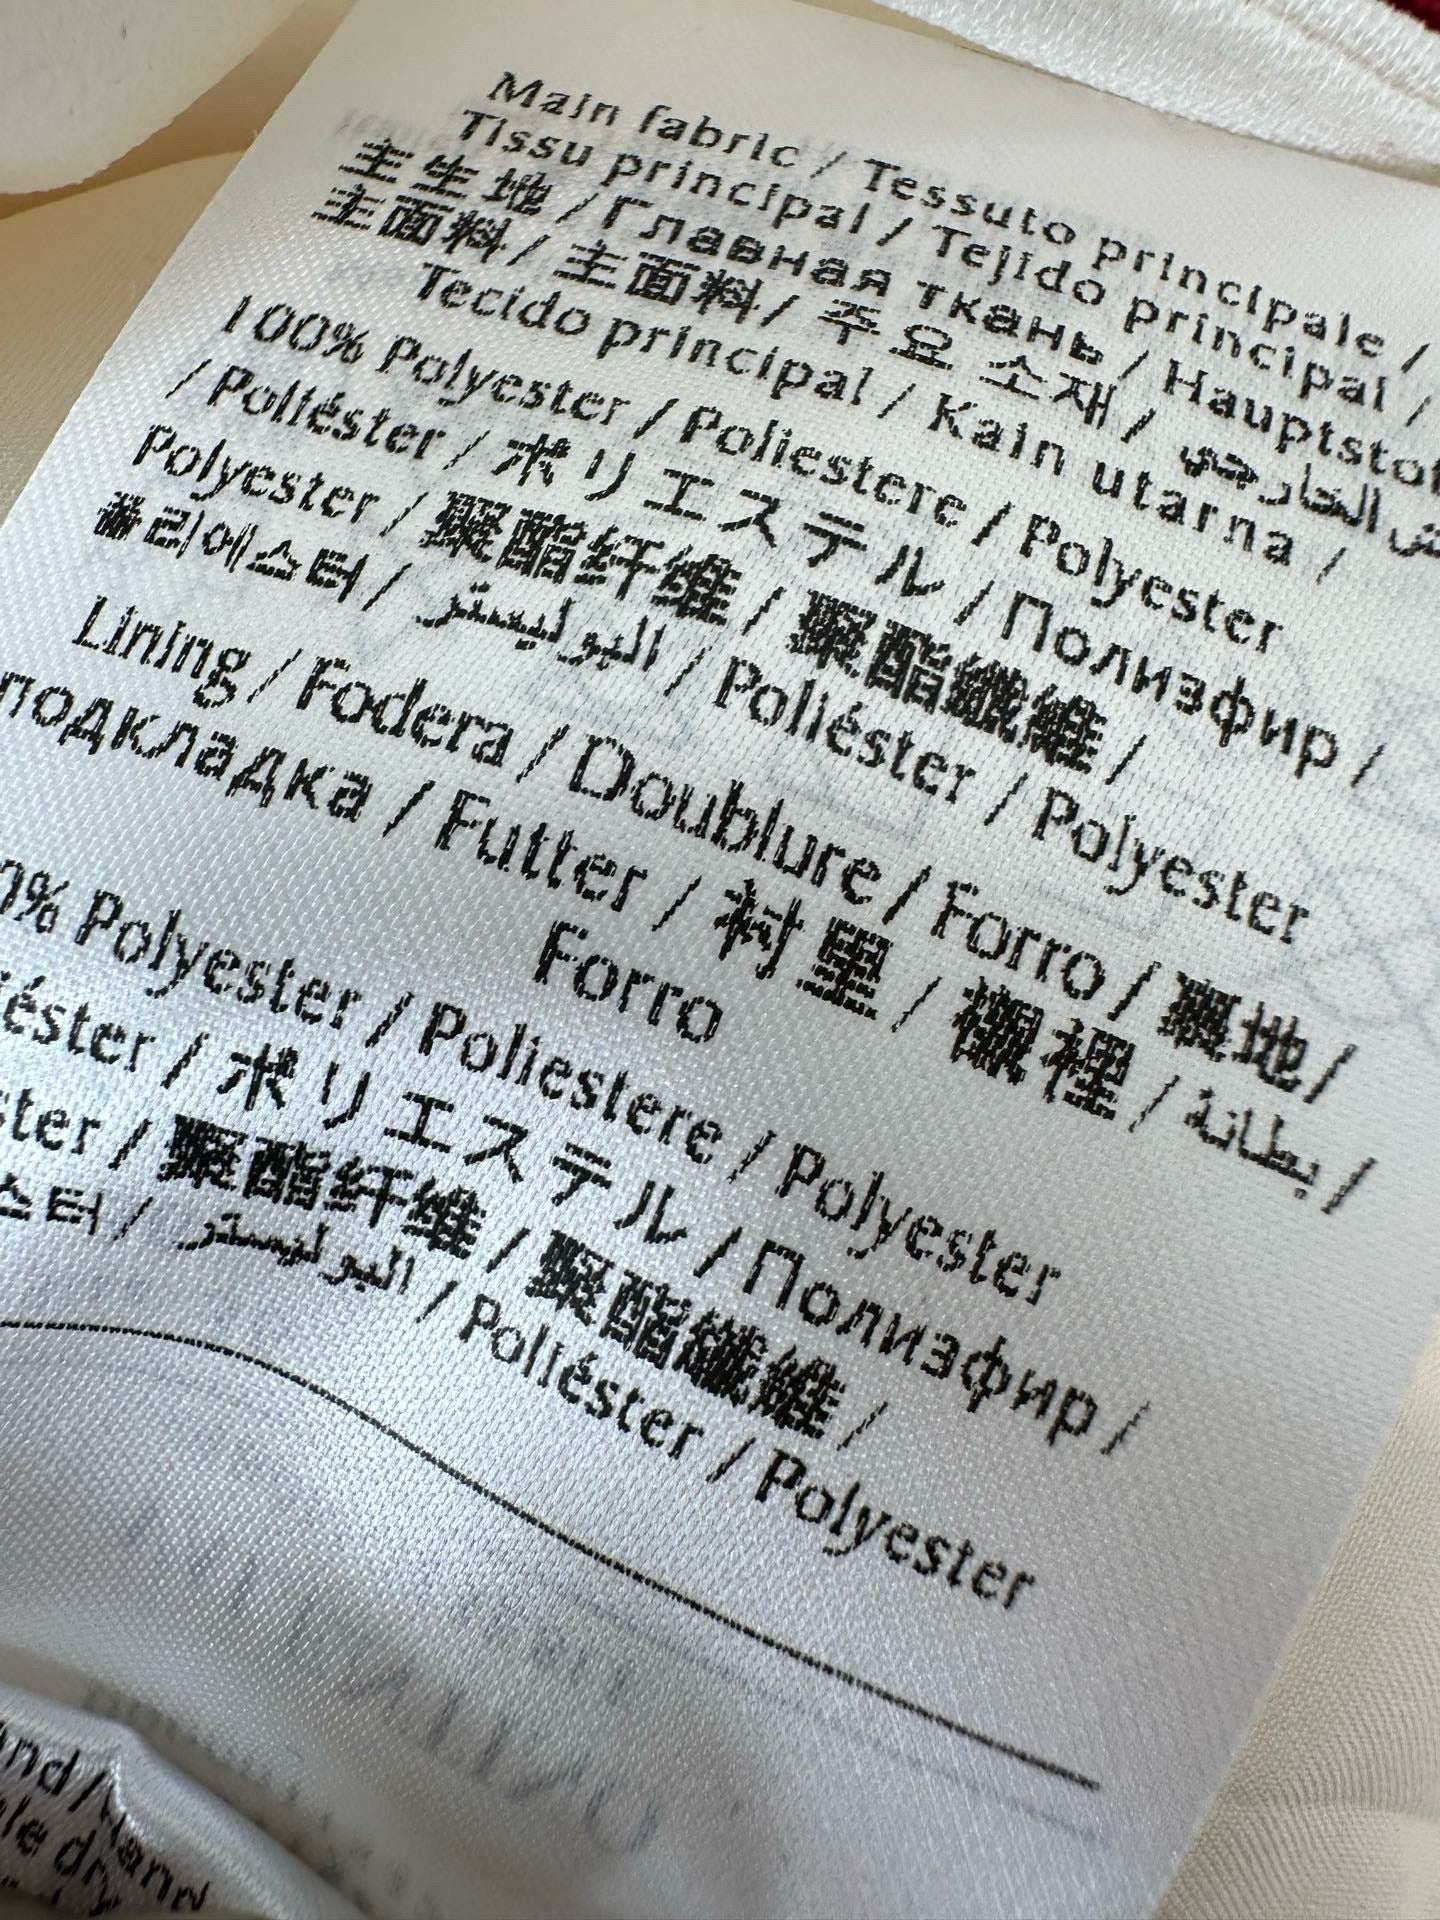 Main fabric / Tessuto principale /
Tissu principal / Tejido principal /
主生地 / Главная ткань / Hauptstof
主面料 / 主面料 / 주요 소재 /
Tecido principal / Kain utama /
100% Polyester / Poliestere / Polyester
/ Poliéster / ポリエステル / Полиэфир /
Polyester / 聚酯纤维 / 聚酯纖維 /
폴리에스터 / البوليستر / Poliéster / Polyester
Lining / Fodera / Doublure / Forro / 裏地 /
подкладка / Futter / 衬里 / 襯裡 / بطانة /
Forro
0% Polyester / Poliestere / Polyester
iéster / ポリエステル / Полиэфир /
ster / 聚酯纤维 / 聚酯纖維 /
스터 / البوليستر / Poliéster / Polyester
and /
le dry